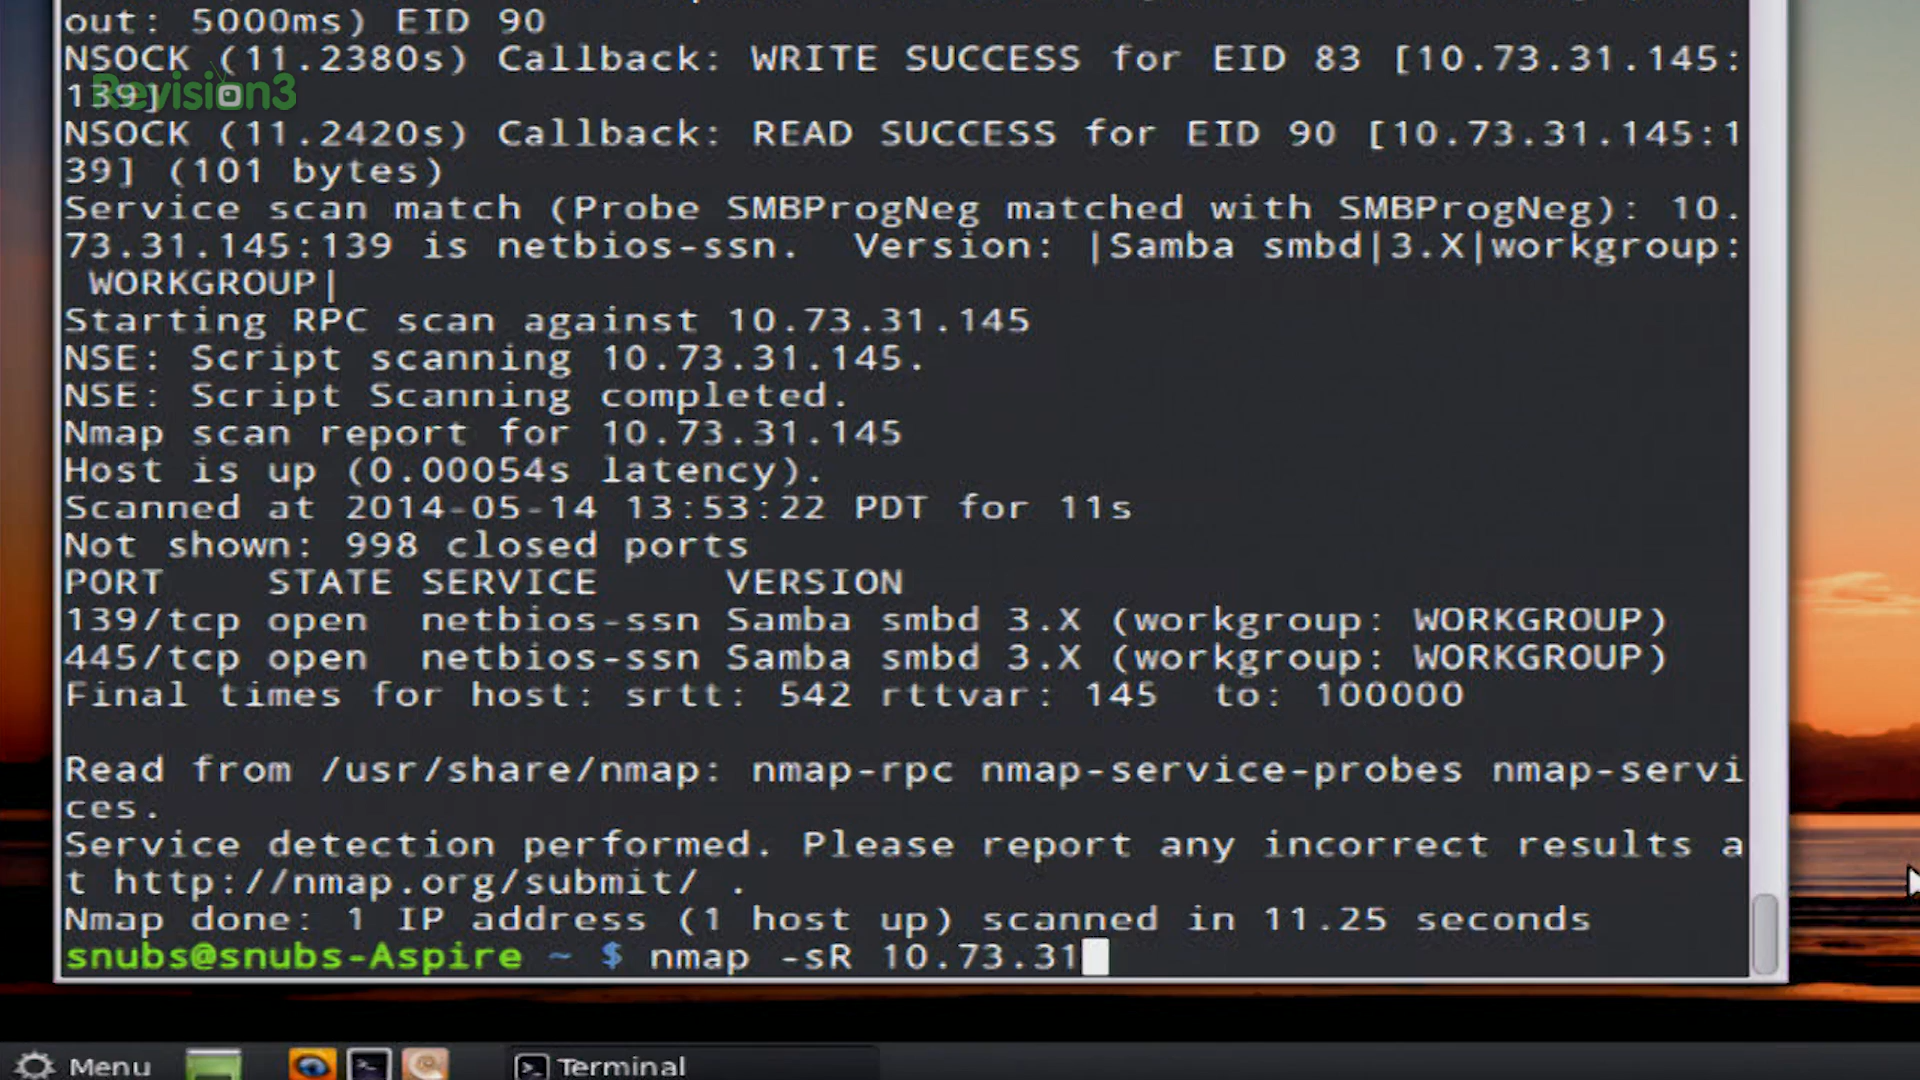 out: 5000ms) EID 90
NSOCK (11.2380s) Callback: WRITE SUCCESS for EID 83 [10.73.31.145:
139]
Revision3
NSOCK (11.2420s) Callback: READ SUCCESS for EID 90 [10.73.31.145:1
39] (101 bytes)
Service scan match (Probe SMBProgNeg matched with SMBProgNeg): 10.
73.31.145:139 is netbios-ssn.  Version: |Samba smbd|3.X|workgroup:
 WORKGROUP|
Starting RPC scan against 10.73.31.145
NSE: Script scanning 10.73.31.145.
NSE: Script Scanning completed.
Nmap scan report for 10.73.31.145
Host is up (0.00054s latency).
Scanned at 2014-05-14 13:53:22 PDT for 11s
Not shown: 998 closed ports
PORT    STATE SERVICE     VERSION
139/tcp open  netbios-ssn Samba smbd 3.X (workgroup: WORKGROUP)
445/tcp open  netbios-ssn Samba smbd 3.X (workgroup: WORKGROUP)
Final times for host: srtt: 542 rttvar: 145  to: 100000
Read from /usr/share/nmap: nmap-rpc nmap-service-probes nmap-servi
ces.
Service detection performed. Please report any incorrect results a
t http://nmap.org/submit/ .
Nmap done: 1 IP address (1 host up) scanned in 11.25 seconds
snubs@snubs-Aspire ~ $ nmap -sR 10.73.31
Menu
Terminal